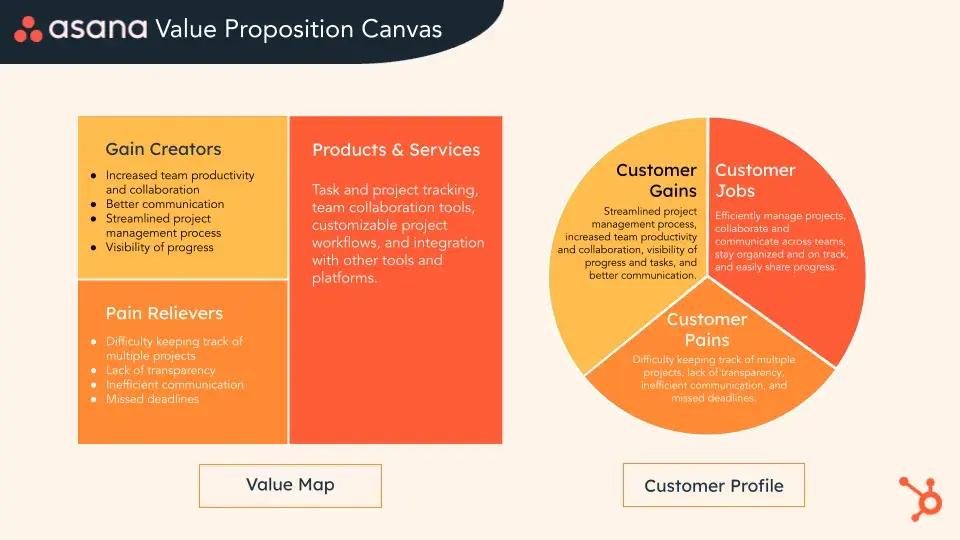 asana Value Proposition Canvas
Gain Creators
● Increased team productivity
and collaboration
● Better communication
● Streamlined project
management process
● Visibility of progress
Pain Relievers
● Difficulty keeping track of
multiple projects
● Lack of transparency
● Inefficient communication
● Missed deadlines
Products & Services
Task and project tracking,
team collaboration tools,
customizable project
workflows, and integration
with other tools and
platforms.
Value Map
Customer
Gains
Streamlined project
management process,
increased team productivity
and collaboration, visibility of
progress and tasks, and
better communication.
Customer
Jobs
Efficiently manage projects,
collaborate and
communicate across teams,
stay organized and on track,
and easily share progress.
Customer
Pains
Difficulty keeping track of multiple
projects, lack of transparency,
inefficient communication, and
missed deadlines.
Customer Profile